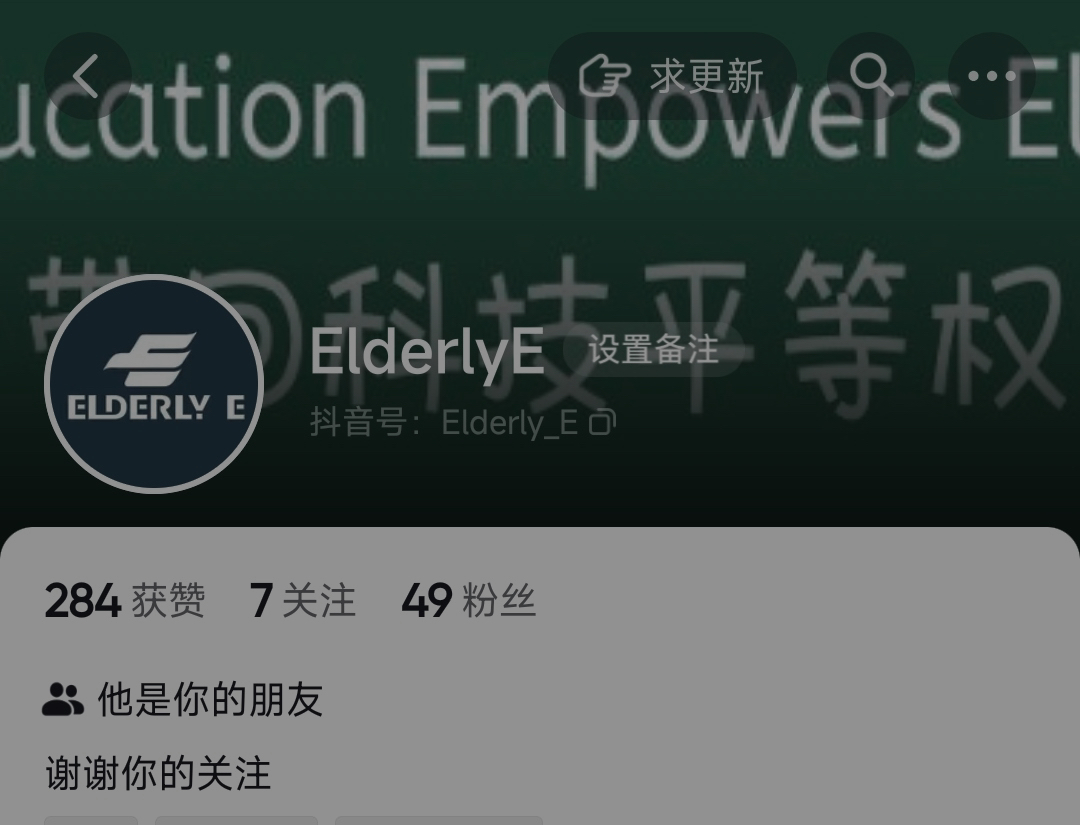 ucation Empowers El
求更新
带回科技平等权
ElderlyE
设置备注
ELDERLY E
抖音号：Elderly_E
284 获赞 7 关注 49 粉丝
他是你的朋友
谢谢你的关注